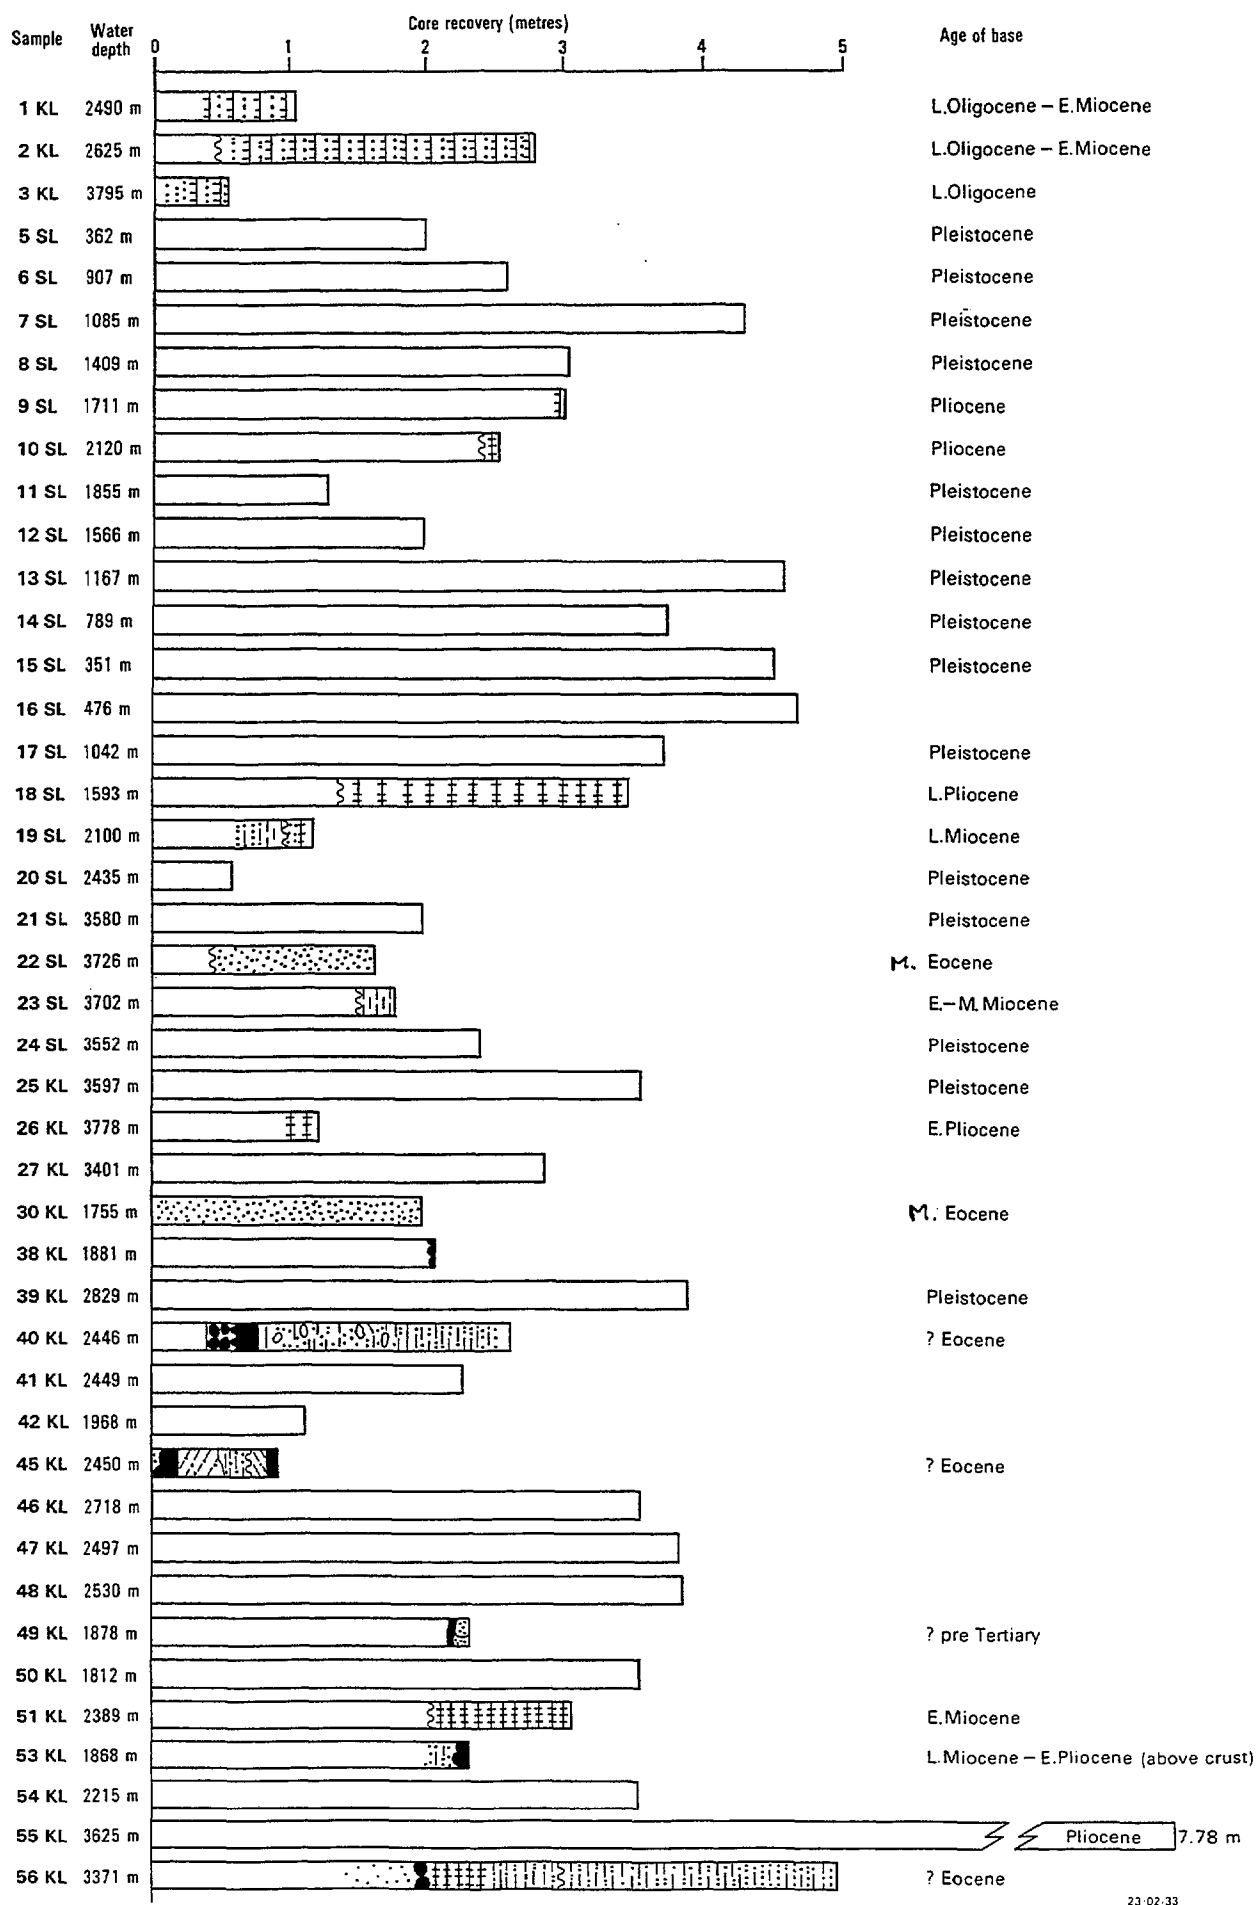 Core recovery (metres)
Sample Water depth 0 1 2 3 4 5 Age of base
1 KL 2490 m L.Oligocene – E.Miocene
2 KL 2625 m L.Oligocene – E.Miocene
3 KL 3795 m L.Oligocene
5 SL 362 m Pleistocene
6 SL 907 m Pleistocene
7 SL 1085 m Pleistocene
8 SL 1409 m Pleistocene
9 SL 1711 m Pliocene
10 SL 2120 m Pliocene
11 SL 1855 m Pleistocene
12 SL 1566 m Pleistocene
13 SL 1167 m Pleistocene
14 SL 789 m Pleistocene
15 SL 351 m Pleistocene
16 SL 476 m
17 SL 1042 m Pleistocene
18 SL 1593 m L.Pliocene
19 SL 2100 m L.Miocene
20 SL 2435 m Pleistocene
21 SL 3580 m Pleistocene
22 SL 3726 m M. Eocene
23 SL 3702 m E.–M.Miocene
24 SL 3552 m Pleistocene
25 KL 3597 m Pleistocene
26 KL 3778 m E.Pliocene
27 KL 3401 m
30 KL 1755 m M. Eocene
38 KL 1881 m
39 KL 2829 m Pleistocene
40 KL 2446 m ? Eocene
41 KL 2449 m
42 KL 1968 m
45 KL 2450 m ? Eocene
46 KL 2718 m
47 KL 2497 m
48 KL 2530 m
49 KL 1878 m ? pre Tertiary
50 KL 1812 m
51 KL 2389 m E.Miocene
53 KL 1868 m L.Miocene – E.Pliocene (above crust)
54 KL 2215 m
55 KL 3625 m Pliocene 7.78 m
56 KL 3371 m ? Eocene
23·02·33